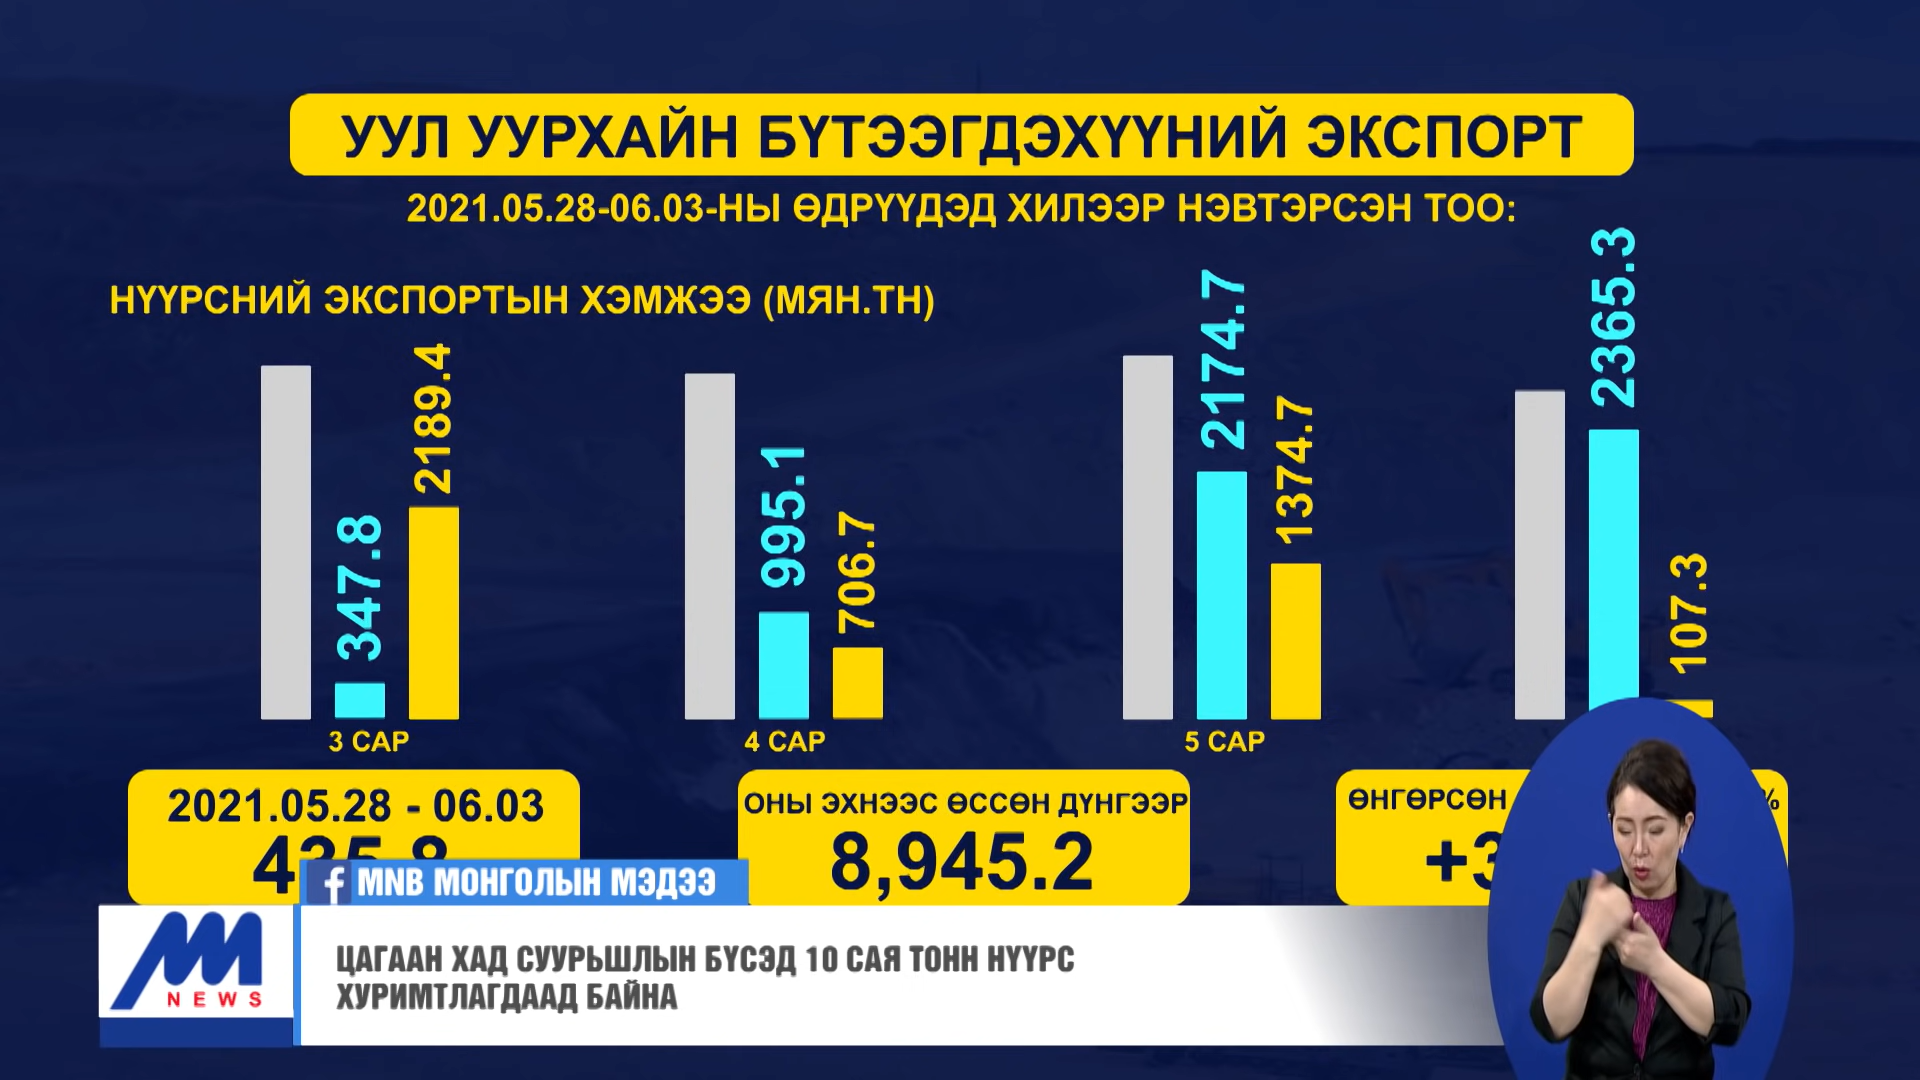 УУЛ УУРХАЙН БҮТЭЭГДЭХҮҮНИЙ ЭКСПОРТ
2021.05.28-06.03-НЫ ӨДРҮҮДЭД ХИЛЭЭР НЭВТЭРСЭН ТОО:
НҮҮРСНИЙ ЭКСПОРТЫН ХЭМЖЭЭ (МЯН.ТН)
347.8
2189.4
995.1
706.7
2174.7
1374.7
2365.3
107.3
3 САР
4 САР
5 САР
2021.05.28 - 06.03
435.8
ОНЫ ЭХНЭЭС ӨССӨН ДҮНГЭЭР
8,945.2
ӨНГӨРСӨН %
+3
MNB МОНГОЛЫН МЭДЭЭ
NEWS
ЦАГААН ХАД СУУРЬШЛЫН БҮСЭД 10 САЯ ТОНН НҮҮРС
ХУРИМТЛАГДААД БАЙНА